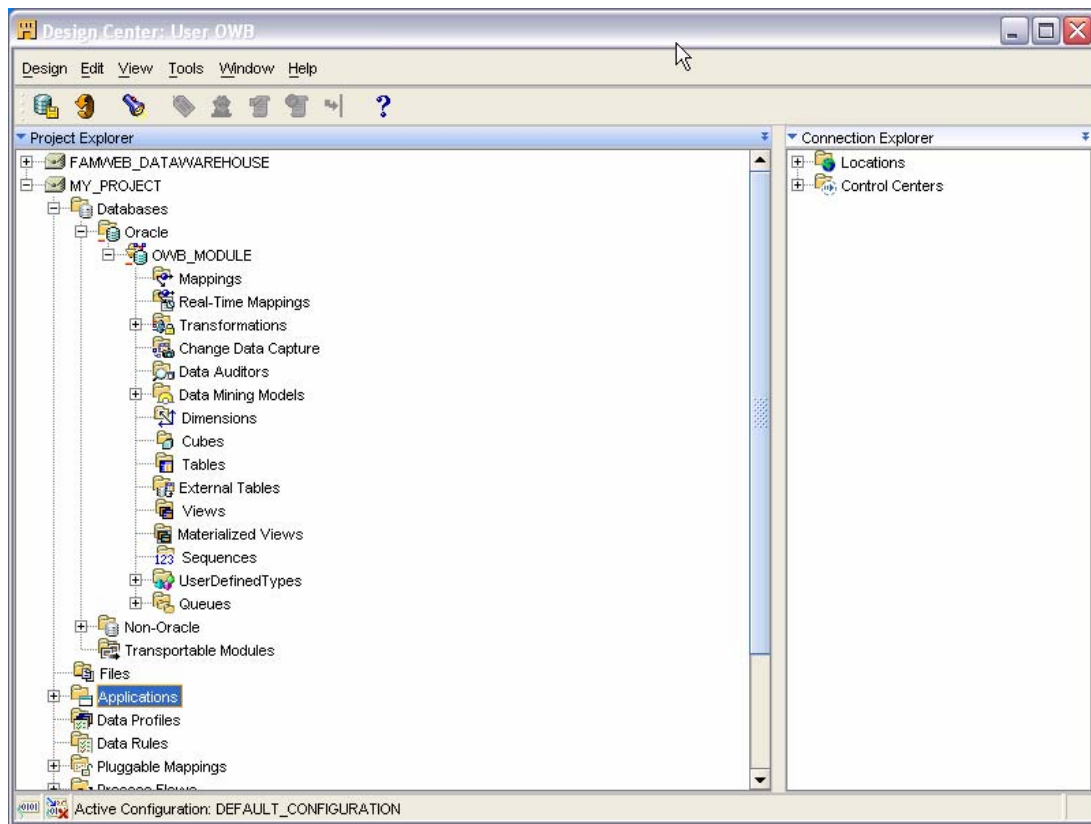 Design Center: User OWB
Design Edit View Tools Window Help
Project Explorer
FAMWEB_DATAWAREHOUSE
MY_PROJECT
Databases
Oracle
OWB_MODULE
Mappings
Real-Time Mappings
Transformations
Change Data Capture
Data Auditors
Data Mining Models
Dimensions
Cubes
Tables
External Tables
Views
Materialized Views
123 Sequences
UserDefinedTypes
Queues
Non-Oracle
Transportable Modules
Files
Applications
Data Profiles
Data Rules
Pluggable Mappings
Process Flows
Connection Explorer
Locations
Control Centers
Active Configuration: DEFAULT_CONFIGURATION